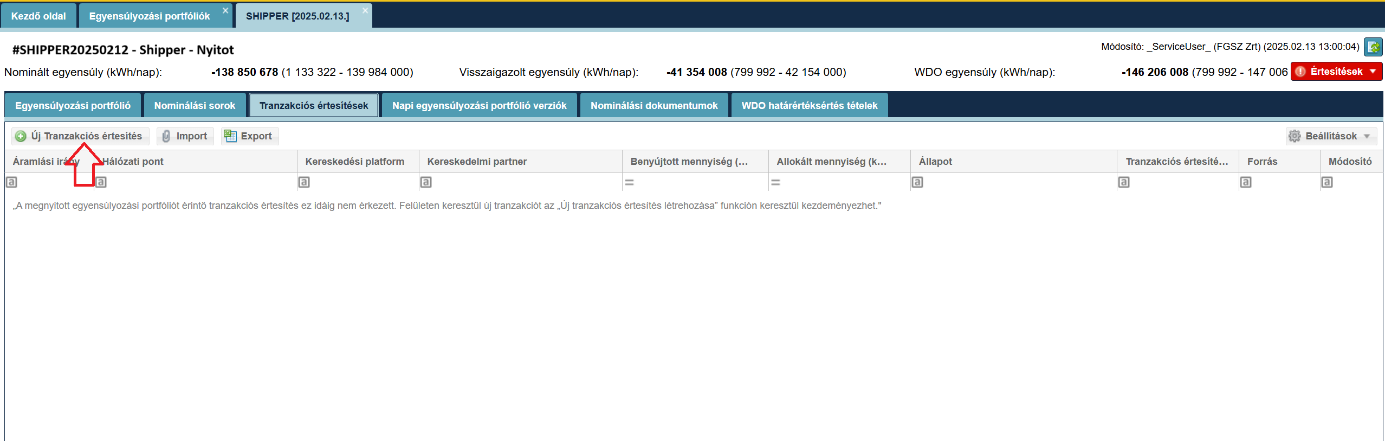 Kezdő oldal Egyensúlyozási portfóliók SHIPPER [2025.02.13.]
#SHIPPER20250212 - Shipper - Nyitot Módosító: _ServiceUser_ (FGSZ Zrt) (2025.02.13 13:00:04)
Nominált egyensúly (kWh/nap): -138 850 678 (1 133 322 - 139 984 000) Visszaigazolt egyensúly (kWh/nap): -41 354 008 (799 992 - 42 154 000) WDO egyensúly (kWh/nap): -146 206 008 (799 992 - 147 006 Értesítések
Egyensúlyozási portfólió Nominálási sorok Tranzakciós értesítések Napi egyensúlyozási portfólió verziók Nominálási dokumentumok WDO határértéksértés tételek
Új Tranzakciós értesítés Import Export Beállítások
Áramlási irány Hálózati pont Kereskedési platform Kereskedelmi partner Benyújtott mennyiség (... Allokált mennyiség (k... Állapot Tranzakciós értesíté... Forrás Módosító
a a a a = = a a a a
„A megnyitott egyensúlyozási portfóliót érintő tranzakciós értesítés ez idáig nem érkezett. Felületen keresztül új tranzakciót az „Új tranzakciós értesítés létrehozása" funkción keresztül kezdeményezhet."